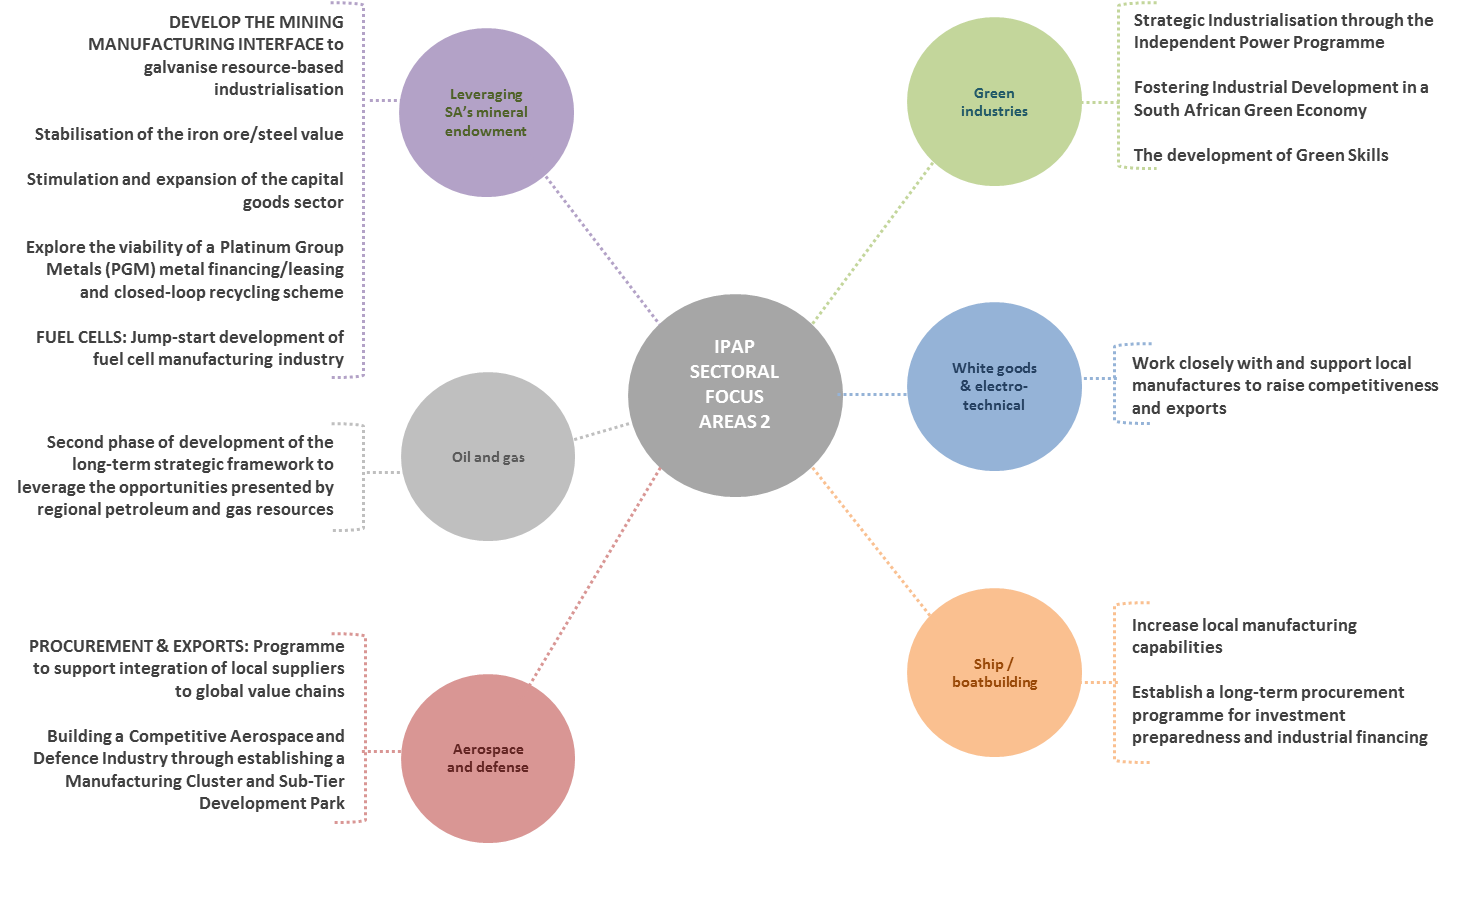 DEVELOP THE MINING
MANUFACTURING INTERFACE to
galvanise resource-based
industrialisation
Stabilisation of the iron ore/steel value
Stimulation and expansion of the capital
goods sector
Explore the viability of a Platinum Group
Metals (PGM) metal financing/leasing
and closed-loop recycling scheme
FUEL CELLS: Jump-start development of
fuel cell manufacturing industry
Leveraging
SA's mineral
endowment
Second phase of development of the
long-term strategic framework to
leverage the opportunities presented by
regional petroleum and gas resources
Oil and gas
PROCUREMENT & EXPORTS: Programme
to support integration of local suppliers
to global value chains
Building a Competitive Aerospace and
Defence Industry through establishing a
Manufacturing Cluster and Sub-Tier
Development Park
Aerospace
and defense
IPAP
SECTORAL
FOCUS
AREAS 2
Green
industries
Strategic Industrialisation through the
Independent Power Programme
Fostering Industrial Development in a
South African Green Economy
The development of Green Skills
White goods
& electro-
technical
Work closely with and support local
manufactures to raise competitiveness
and exports
Ship /
boatbuilding
Increase local manufacturing
capabilities
Establish a long-term procurement
programme for investment
preparedness and industrial financing